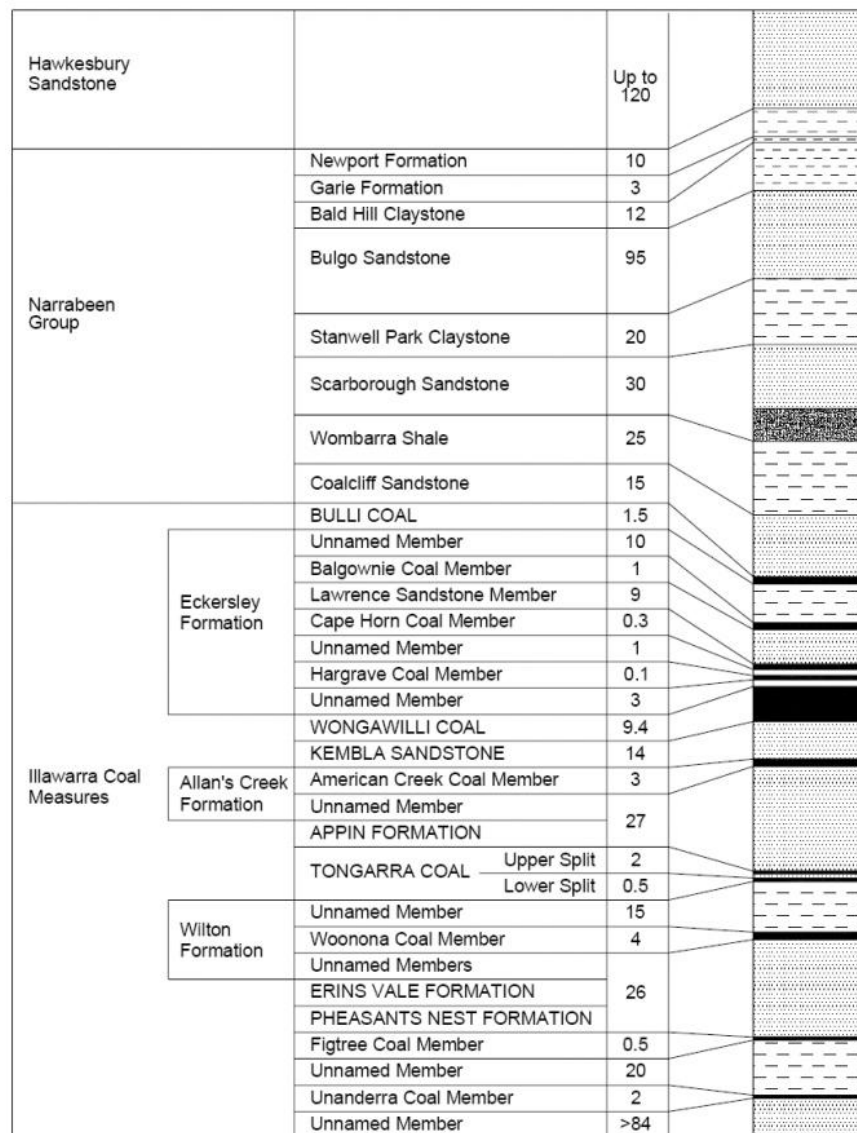 Hawkesbury
Sandstone
Up to
120
Newport Formation 10
Garie Formation 3
Bald Hill Claystone 12
Bulgo Sandstone 95
Narrabeen
Group
Stanwell Park Claystone 20
Scarborough Sandstone 30
Wombarra Shale 25
Coalcliff Sandstone 15
BULLI COAL 1.5
Unnamed Member 10
Balgownie Coal Member 1
Eckersley
Formation
Lawrence Sandstone Member 9
Cape Horn Coal Member 0.3
Unnamed Member 1
Hargrave Coal Member 0.1
Unnamed Member 3
WONGAWILLI COAL 9.4
KEMBLA SANDSTONE 14
Illawarra Coal
Measures
Allan's Creek
Formation
American Creek Coal Member 3
Unnamed Member
27
APPIN FORMATION
TONGARRA COAL
Upper Split 2
Lower Split 0.5
Wilton
Formation
Unnamed Member 15
Woonona Coal Member 4
Unnamed Members
ERINS VALE FORMATION 26
PHEASANTS NEST FORMATION
Figtree Coal Member 0.5
Unnamed Member 20
Unanderra Coal Member 2
Unnamed Member >84